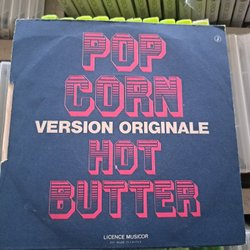 POP
CORN
VERSION ORIGINALE
HOT
BUTTER
LICENCE MUSICOR